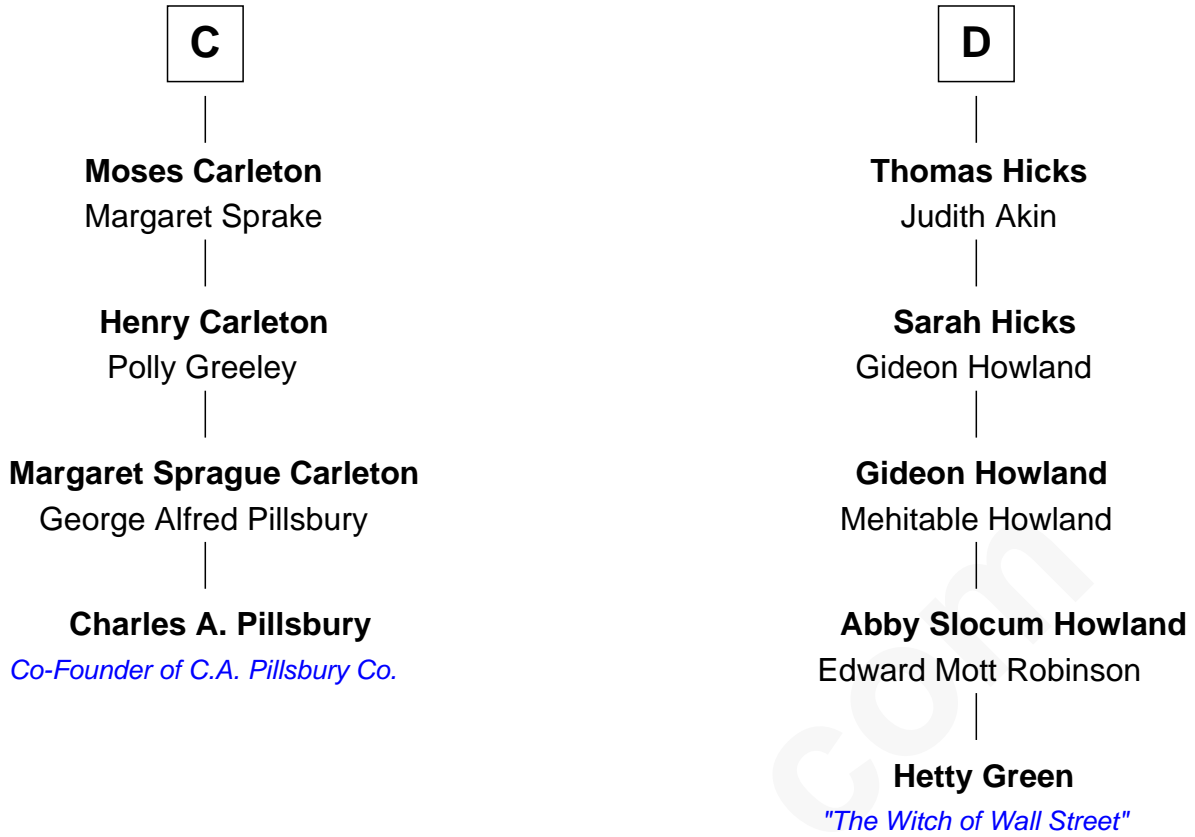 C
Moses Carleton
Margaret Sprake
Henry Carleton
Polly Greeley
Margaret Sprague Carleton
George Alfred Pillsbury
Charles A. Pillsbury
Co-Founder of C.A. Pillsbury Co.
D
Thomas Hicks
Judith Akin
Sarah Hicks
Gideon Howland
Gideon Howland
Mehitable Howland
Abby Slocum Howland
Edward Mott Robinson
Hetty Green
"The Witch of Wall Street"
com